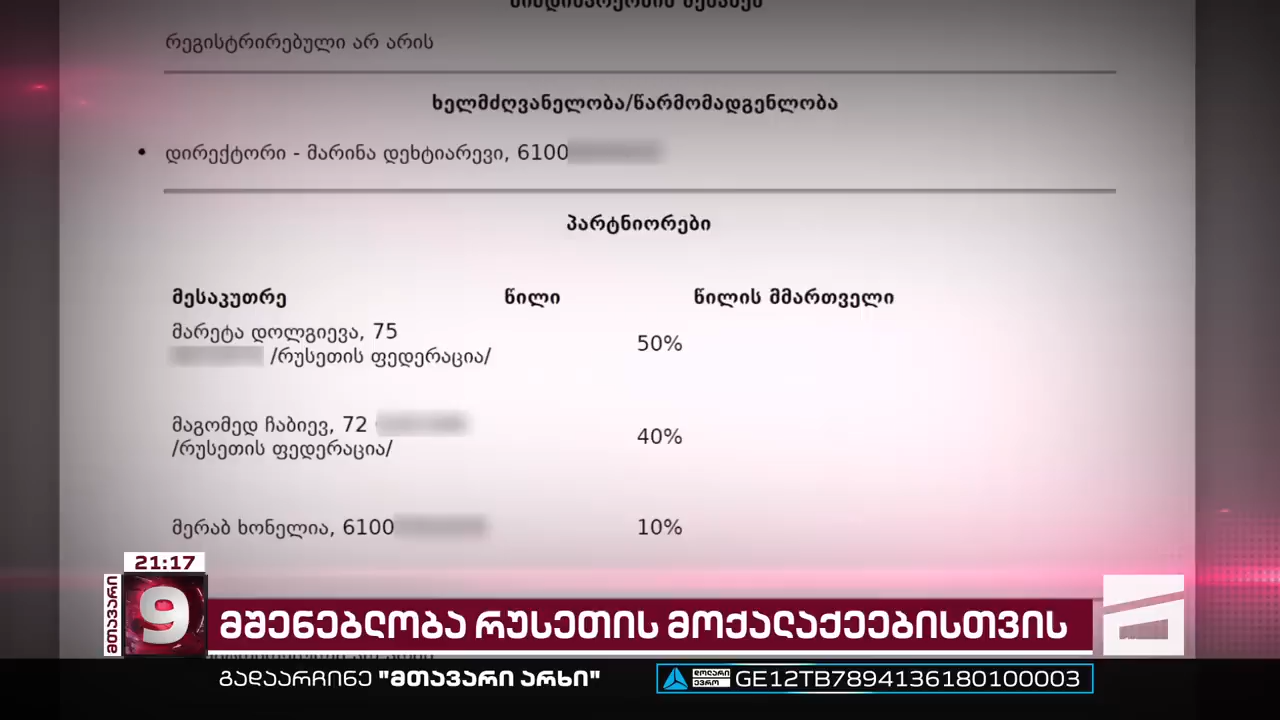 რეგისტრირებული არ არის
ხელმძღვანელობა/წარმომადგენლობა
• დირექტორი - მარინა დეხტიარევი, 6100
პარტნიორები
მესაკუთრე წილი წილის მმართველი
მარეტა დოლგიევა, 75
/რუსეთის ფედერაცია/
50%
მაგომედ ჩაბიევ, 72
/რუსეთის ფედერაცია/
40%
მერაბ ხონელია, 6100 10%
21:17
მთავარი
9
მშენებლობა რუსეთის მოქალაქეებისთვის
გადაარჩინე "მთავარი არხი"
დოლარი
ევრო
GE12TB7894136180100003